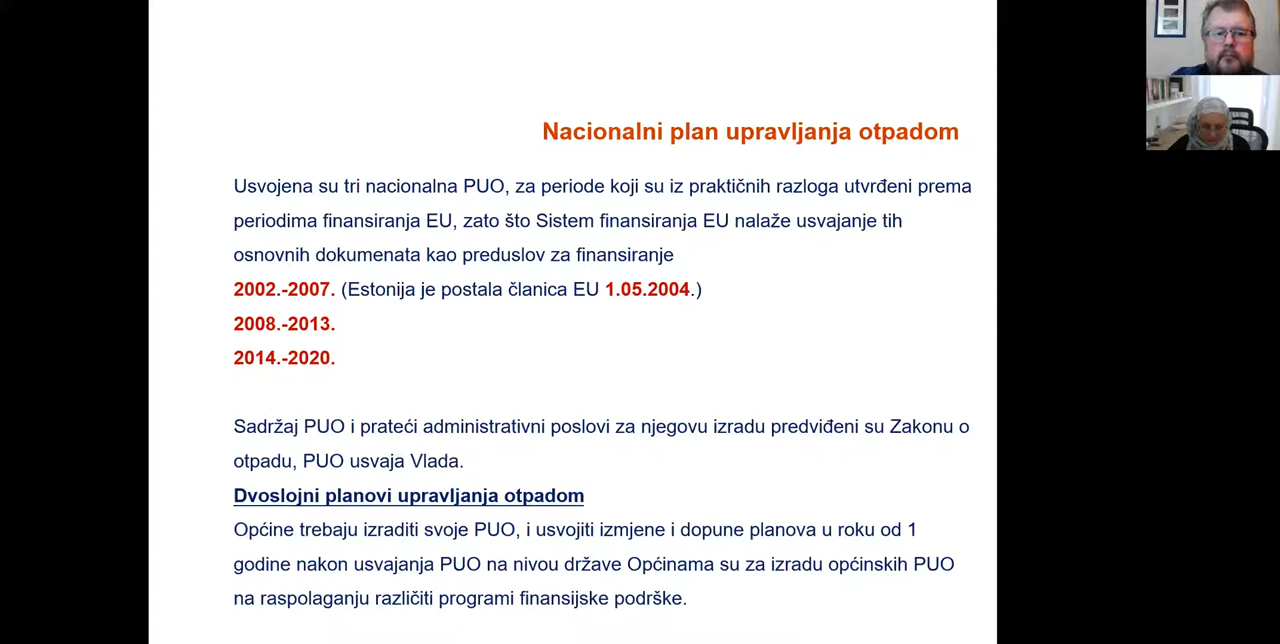 Nacionalni plan upravljanja otpadom
Usvojena su tri nacionalna PUO, za periode koji su iz praktičnih razloga utvrđeni prema
periodima finansiranja EU, zato što Sistem finansiranja EU nalaže usvajanje tih
osnovnih dokumenata kao preduslov za finansiranje
2002.-2007. (Estonija je postala članica EU 1.05.2004.)
2008.-2013.
2014.-2020.
Sadržaj PUO i prateći administrativni poslovi za njegovu izradu predviđeni su Zakonu o
otpadu, PUO usvaja Vlada.
Dvoslojni planovi upravljanja otpadom
Općine trebaju izraditi svoje PUO, i usvojiti izmjene i dopune planova u roku od 1
godine nakon usvajanja PUO na nivou države Općinama su za izradu općinskih PUO
na raspolaganju različiti programi finansijske podrške.